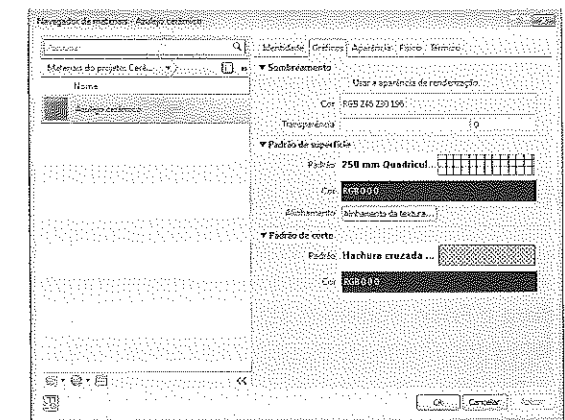 Navegador de materiais - Azulejo cerâmico
Procurar
Materiais do projeto: Cerâ...
Nome
Azulejo cerâmico
Identidade Gráficos Aparência Físico Térmico
▼ Sombreamento
Usar a aparência de renderização
Cor RGB 246 230 196
Transparência 0
▼ Padrão de superfície
Padrão 250 mm Quadricul...
Cor RGB 0 0 0
Alinhamento Alinhamento da textura...
▼ Padrão de corte
Padrão Hachura cruzada ...
Cor RGB 0 0 0
«
OK Cancelar Aplicar